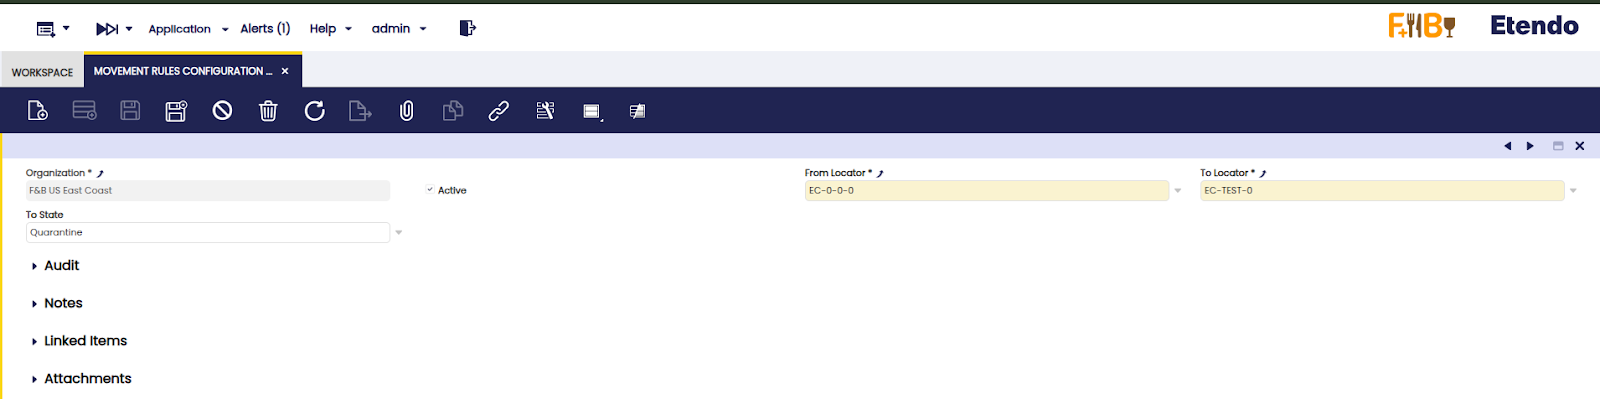 Application
Alerts (1)
Help
admin
F&B
Etendo
WORKSPACE
MOVEMENT RULES CONFIGURATION ...
Organization *
F&B US East Coast
Active
From Locator *
EC-0-0-0
To Locator *
EC-TEST-0
To State
Quarantine
Audit
Notes
Linked Items
Attachments